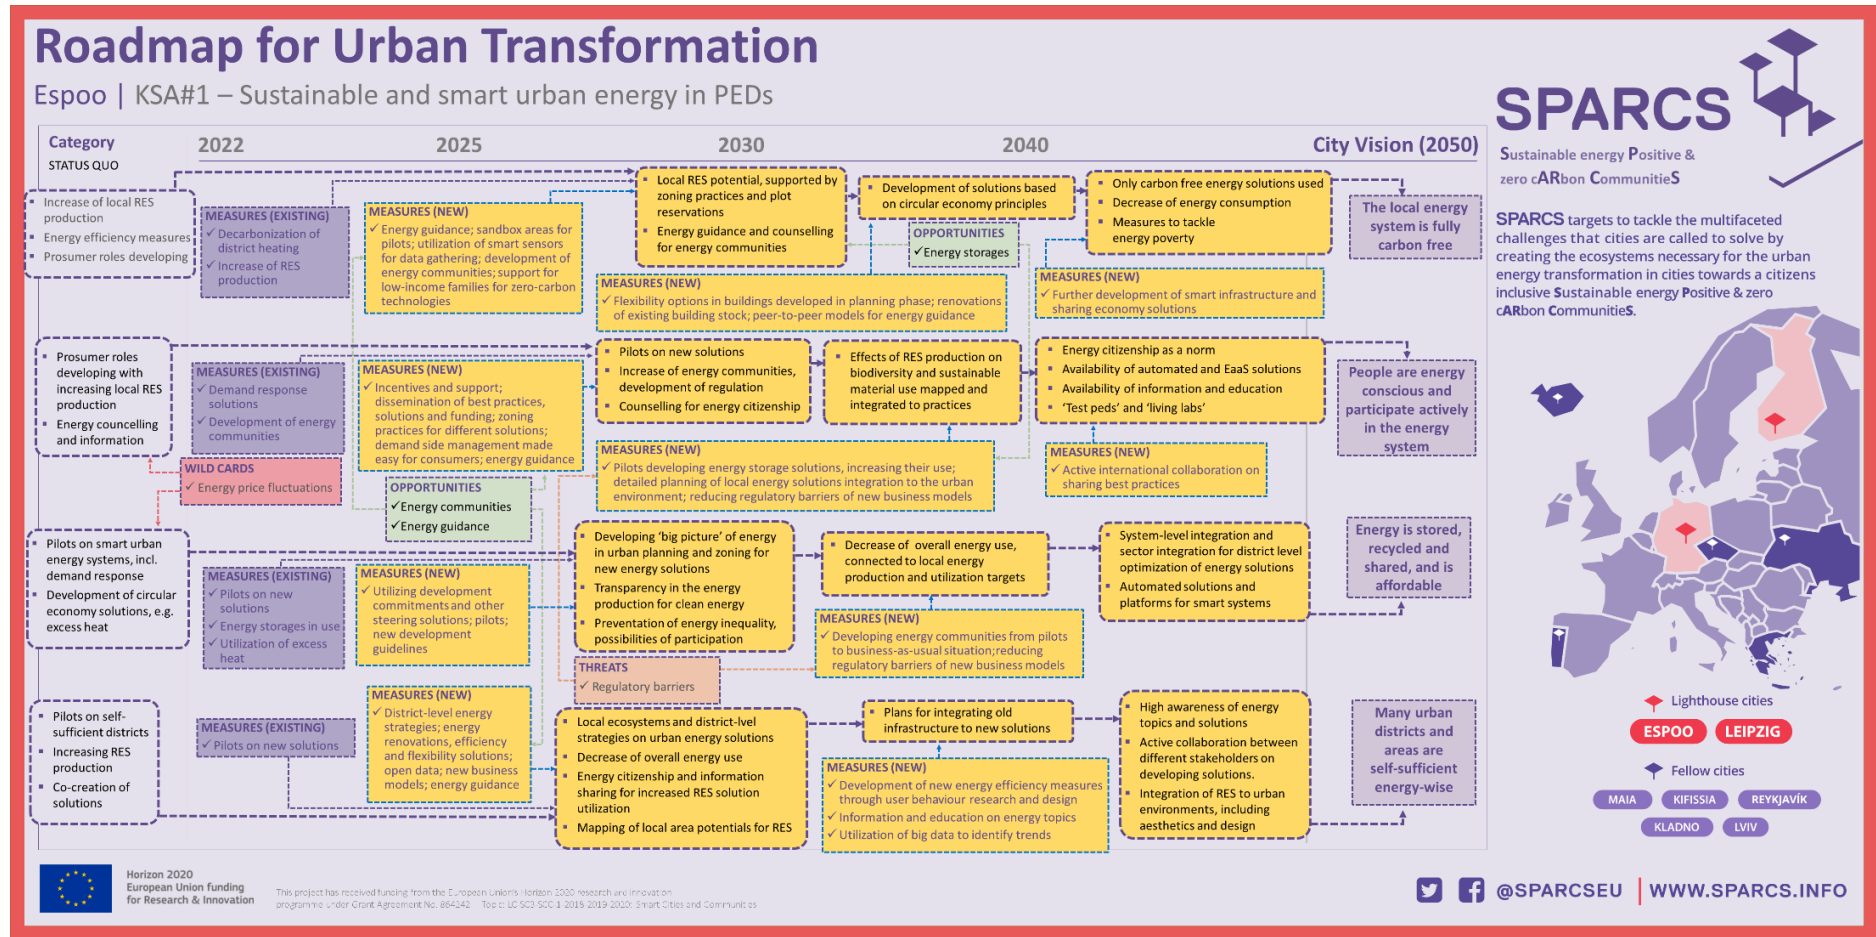 Roadmap for Urban Transformation
Espoo | KSA#1 – Sustainable and smart urban energy in PEDs
Category
STATUS QUO
2022
2025
2030
2040
City Vision (2050)
Increase of local RES
production
Energy efficiency measures
Prosumer roles developing
MEASURES (EXISTING)
✓ Decarbonization of
district heating
✓ Increase of RES
production
MEASURES (NEW)
✓ Energy guidance; sandbox areas for
pilots; utilization of smart sensors
for data gathering; development of
energy communities; support for
low-income families for zero-carbon
technologies
Local RES potential, supported by
zoning practices and plot
reservations
Energy guidance and counselling
for energy communities
Development of solutions based
on circular economy principles
OPPORTUNITIES
✓Energy storages
Only carbon free energy solutions used
Decrease of energy consumption
Measures to tackle
energy poverty
The local energy
system is fully
carbon free
MEASURES (NEW)
✓ Flexibility options in buildings developed in planning phase; renovations
of existing building stock; peer-to-peer models for energy guidance
MEASURES (NEW)
✓ Further development of smart infrastructure and
sharing economy solutions
Prosumer roles
developing with
increasing local RES
production
Energy councelling
and information
MEASURES (EXISTING)
✓ Demand response
solutions
✓ Development of energy
communities
MEASURES (NEW)
✓ Incentives and support;
dissemination of best practices,
solutions and funding; zoning
practices for different solutions;
demand side management made
easy for consumers; energy guidance
Pilots on new solutions
Increase of energy communities,
development of regulation
Counselling for energy citizenship
Effects of RES production on
biodiversity and sustainable
material use mapped and
integrated to practices
Energy citizenship as a norm
Availability of automated and EaaS solutions
Availability of information and education
‘Test peds’ and ‘living labs’
People are energy
conscious and
participate actively
in the energy
system
WILD CARDS
✓ Energy price fluctuations
OPPORTUNITIES
✓Energy communities
✓Energy guidance
MEASURES (NEW)
✓ Pilots developing energy storage solutions, increasing their use;
detailed planning of local energy solutions integration to the urban
environment; reducing regulatory barriers of new business models
MEASURES (NEW)
✓ Active international collaboration on
sharing best practices
Pilots on smart urban
energy systems, incl.
demand response
Development of circular
economy solutions, e.g.
excess heat
MEASURES (EXISTING)
✓ Pilots on new
solutions
✓ Energy storages in use
✓ Utilization of excess
heat
MEASURES (NEW)
✓ Utilizing development
commitments and other
steering solutions; pilots;
new development
guidelines
Developing ‘big picture’ of energy
in urban planning and zoning for
new energy solutions
Transparency in the energy
production for clean energy
Preventation of energy inequality,
possibilities of participation
Decrease of overall energy use,
connected to local energy
production and utilization targets
System-level integration and
sector integration for district level
optimization of energy solutions
Automated solutions and
platforms for smart systems
Energy is stored,
recycled and
shared, and is
affordable
THREATS
✓ Regulatory barriers
MEASURES (NEW)
✓ Developing energy communities from pilots
to business-as-usual situation;reducing
regulatory barriers of new business models
Pilots on self-
sufficient districts
Increasing RES
production
Co-creation of
solutions
MEASURES (EXISTING)
✓ Pilots on new solutions
MEASURES (NEW)
✓ District-level energy
strategies; energy
renovations, efficiency
and flexibility solutions;
open data; new business
models; energy guidance
Local ecosystems and district-lvel
strategies on urban energy solutions
Decrease of overall energy use
Energy citizenship and information
sharing for increased RES solution
utilization
Mapping of local area potentials for RES
Plans for integrating old
infrastructure to new solutions
MEASURES (NEW)
✓ Development of new energy efficiency measures
through user behaviour research and design
✓ Information and education on energy topics
✓ Utilization of big data to identify trends
High awareness of energy
topics and solutions
Active collaboration between
different stakeholders on
developing solutions.
Integration of RES to urban
environments, including
aesthetics and design
Many urban
districts and
areas are
self-sufficient
energy-wise
SPARCS
Sustainable energy Positive &
zero cARbon CommunitieS
SPARCS targets to tackle the multifaceted
challenges that cities are called to solve by
creating the ecosystems necessary for the urban
energy transformation in cities towards a citizens
inclusive Sustainable energy Positive & zero
cARbon CommunitieS.
Lighthouse cities
ESPOO
LEIPZIG
Fellow cities
MAIA
KIFISSIA
REYKJAVÍK
KLADNO
LVIV
Horizon 2020
European Union funding
for Research & Innovation
This project has received funding from the European Union's Horizon 2020 research and innovation
programme under Grant Agreement No. 864242 Topic: LC-SC3-SCC-1-2018-2019-2020: Smart Cities and Communities
@SPARCSEU | WWW.SPARCS.INFO